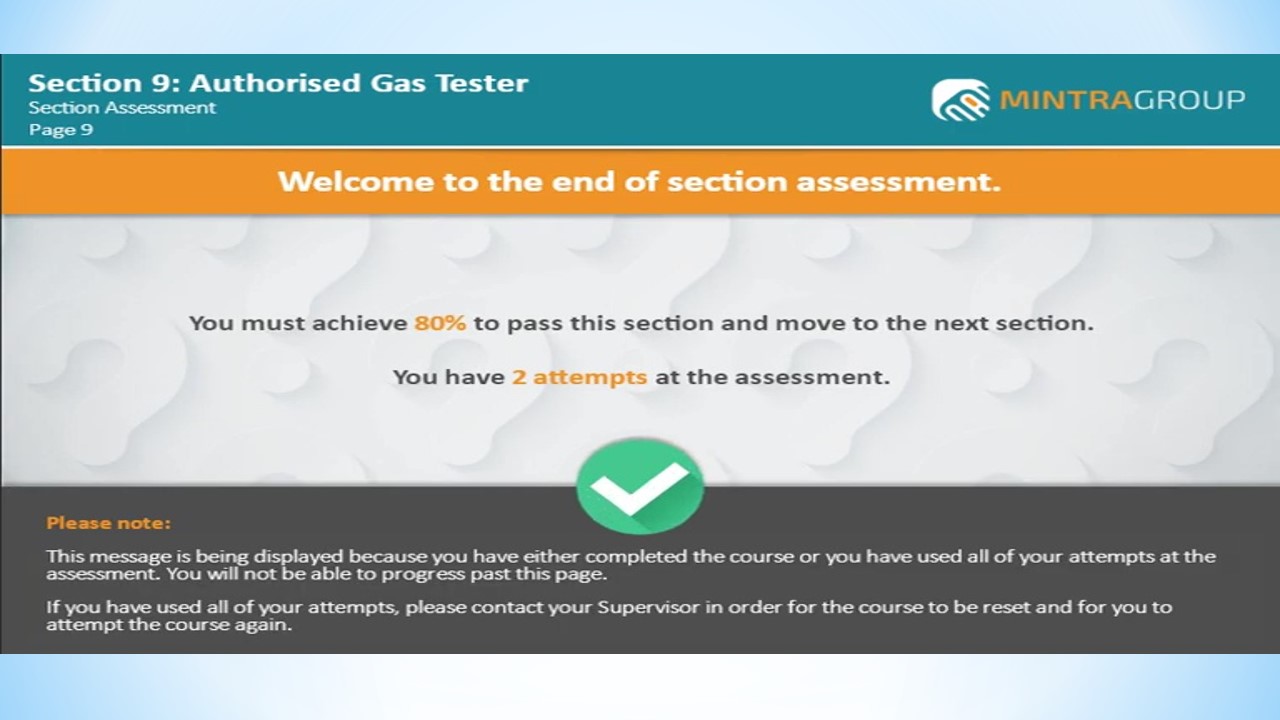 Section 9: Authorised Gas Tester
Section Assessment
Page 9
MINTRAGROUP
Welcome to the end of section assessment.
You must achieve 80% to pass this section and move to the next section.
You have 2 attempts at the assessment.
Please note:
This message is being displayed because you have either completed the course or you have used all of your attempts at the
assessment. You will not be able to progress past this page.
If you have used all of your attempts, please contact your Supervisor in order for the course to be reset and for you to
attempt the course again.